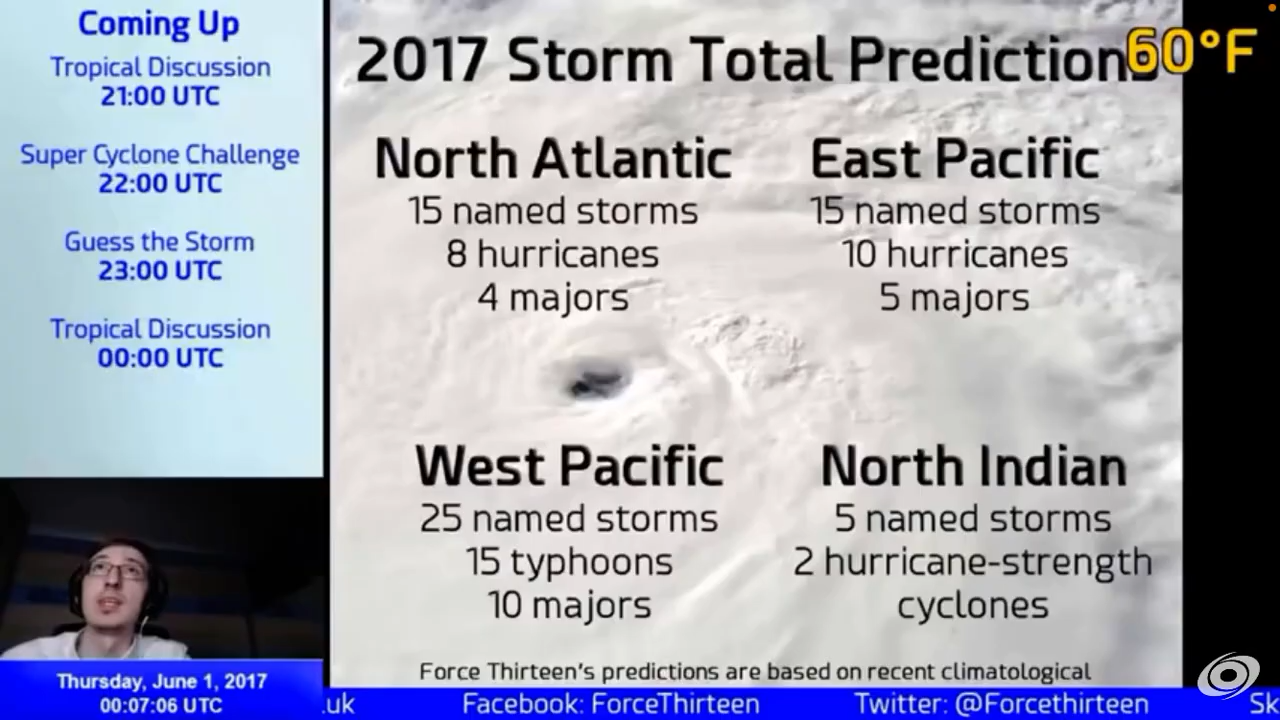 Coming Up
Tropical Discussion
21:00 UTC
Super Cyclone Challenge
22:00 UTC
Guess the Storm
23:00 UTC
Tropical Discussion
00:00 UTC
2017 Storm Total Predictions
60°F
North Atlantic
15 named storms
8 hurricanes
4 majors
East Pacific
15 named storms
10 hurricanes
5 majors
West Pacific
25 named storms
15 typhoons
10 majors
North Indian
5 named storms
2 hurricane-strength
cyclones
Force Thirteen's predictions are based on recent climatological
Thursday, June 1, 2017
00:07:06 UTC
.uk Facebook: ForceThirteen Twitter: @Forcethirteen Sk